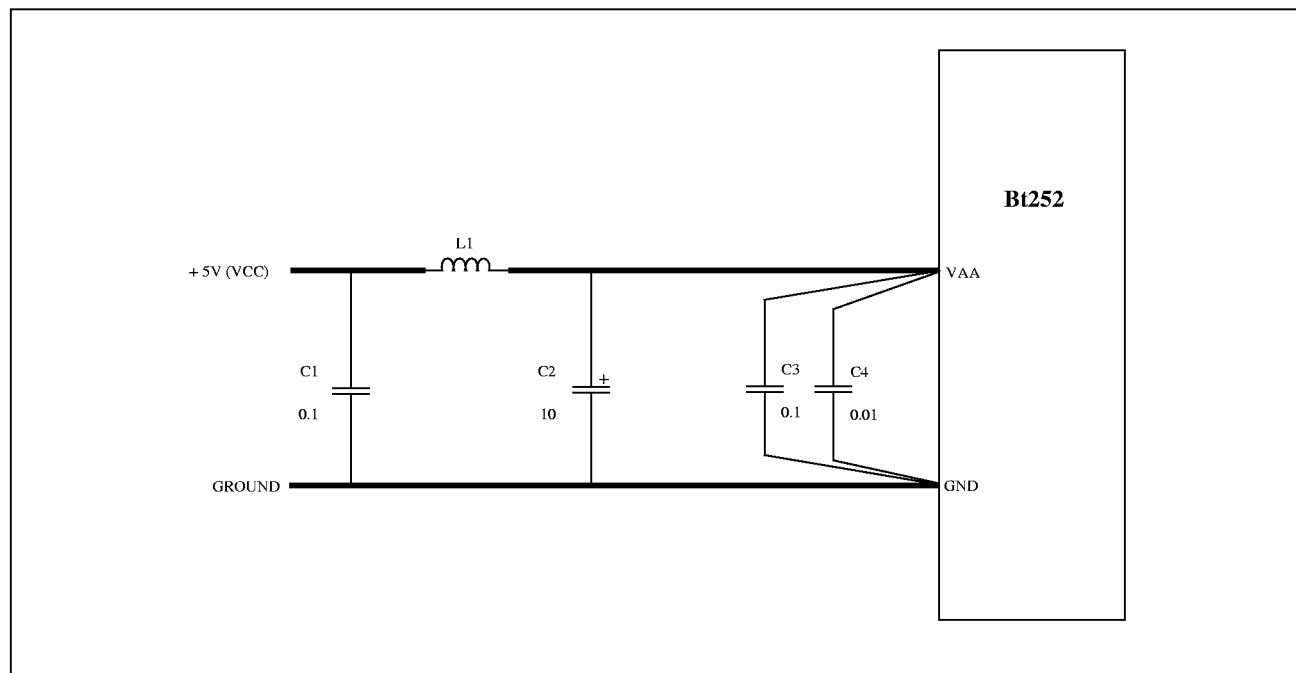 Bt252
L1
+ 5V (VCC)
VAA
C1
0.1
C2
+
10
C3
0.1
C4
0.01
GROUND
GND